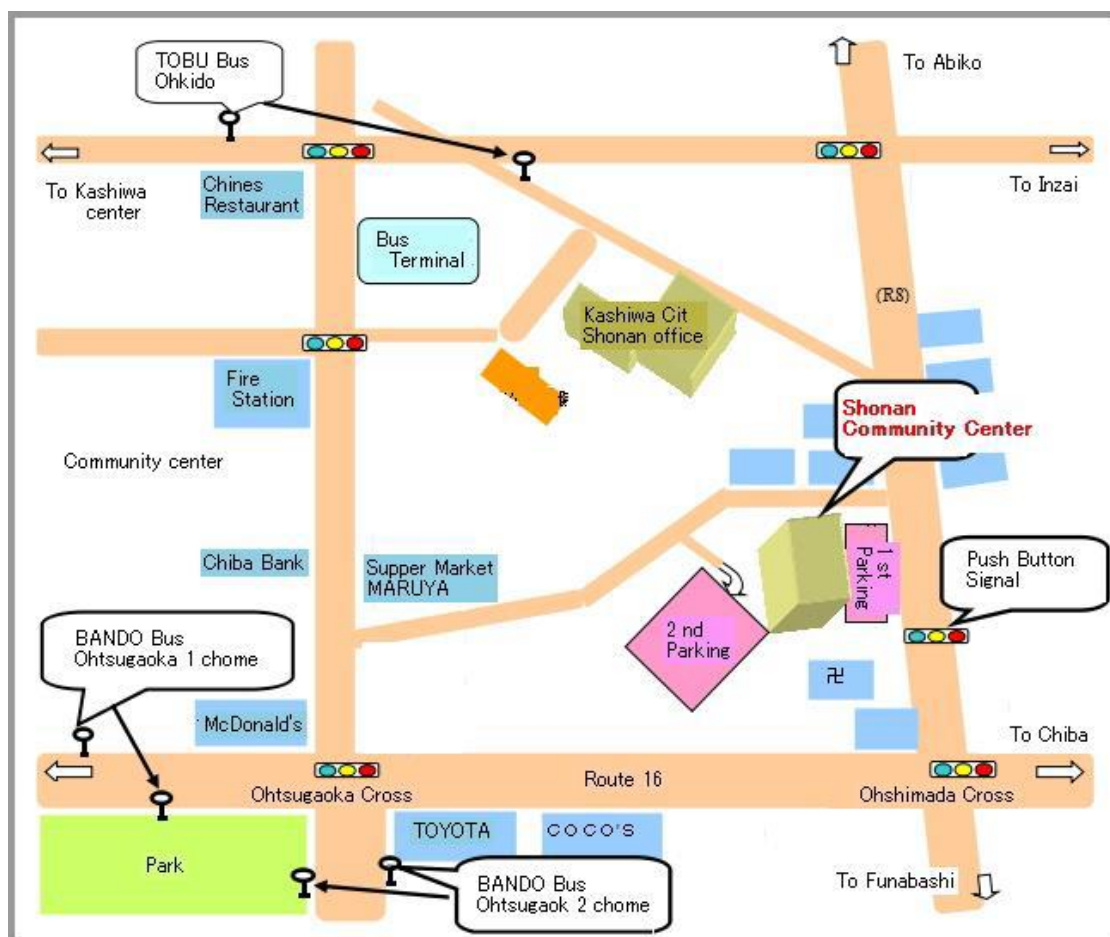 TOBU Bus
Ohkido
To Abiko
To Kashiwa
center
Chines
Restaurant
To Inzai
Bus
Terminal
(R8)
Kashiwa Cit
Shonan office
Fire
Station
Shonan
Community Center
Community center
Chiba Bank
Supper Market
MARUYA
1 st
Parking
Push Button
Signal
BANDO Bus
Ohtsugaoka 1 chome
2 nd
Parking
卍
McDonald's
To Chiba
Route 16
Ohtsugaoka Cross
Ohshimada Cross
TOYOTA
COCO'S
Park
BANDO Bus
Ohtsugaok 2 chome
To Funabashi